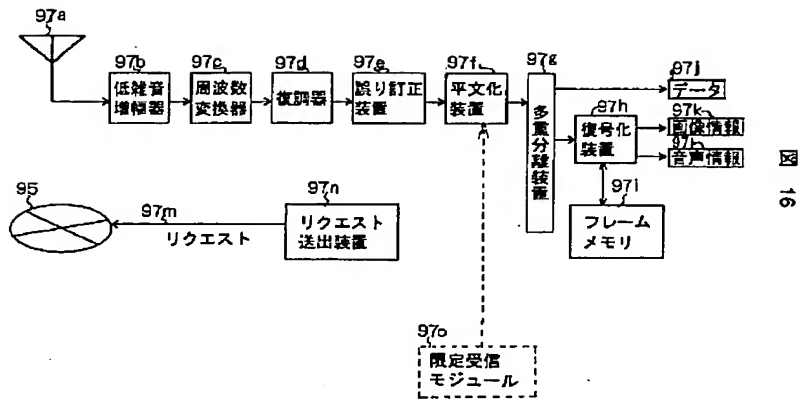 97a
97b
低雑音
増幅器
97c
周波数
変換器
97d
復調器
97e
誤り訂正
装置
97f
平文化
装置
97g
多重分離装置
97j
データ
97h
復号化
装置
97k
画像情報
音声情報
97i
フレーム
メモリ
図 16
95
97m
リクエスト
97n
リクエスト
送出装置
97o
限定受信
モジュール